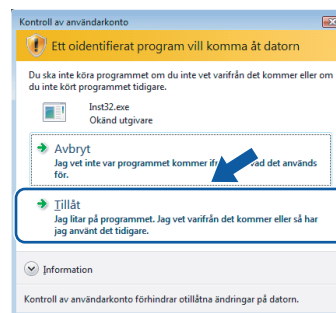 Kontroll av användarkonto
Ett oidentifierat program vill komma åt datorn
Du ska inte köra programmet om du inte vet varifrån det kommer eller om
du inte kört programmet tidigare.
Inst32.exe
Okänd utgivare
Avbryt
Jag vet inte var programmet kommer vad det används
för.
Tillåt
Jag litar på programmet. Jag vet varifrån det kommer eller så har
jag använt det tidigare.
Information
Kontroll av användarkonto förhindrar otillåtna ändringar på datorn.